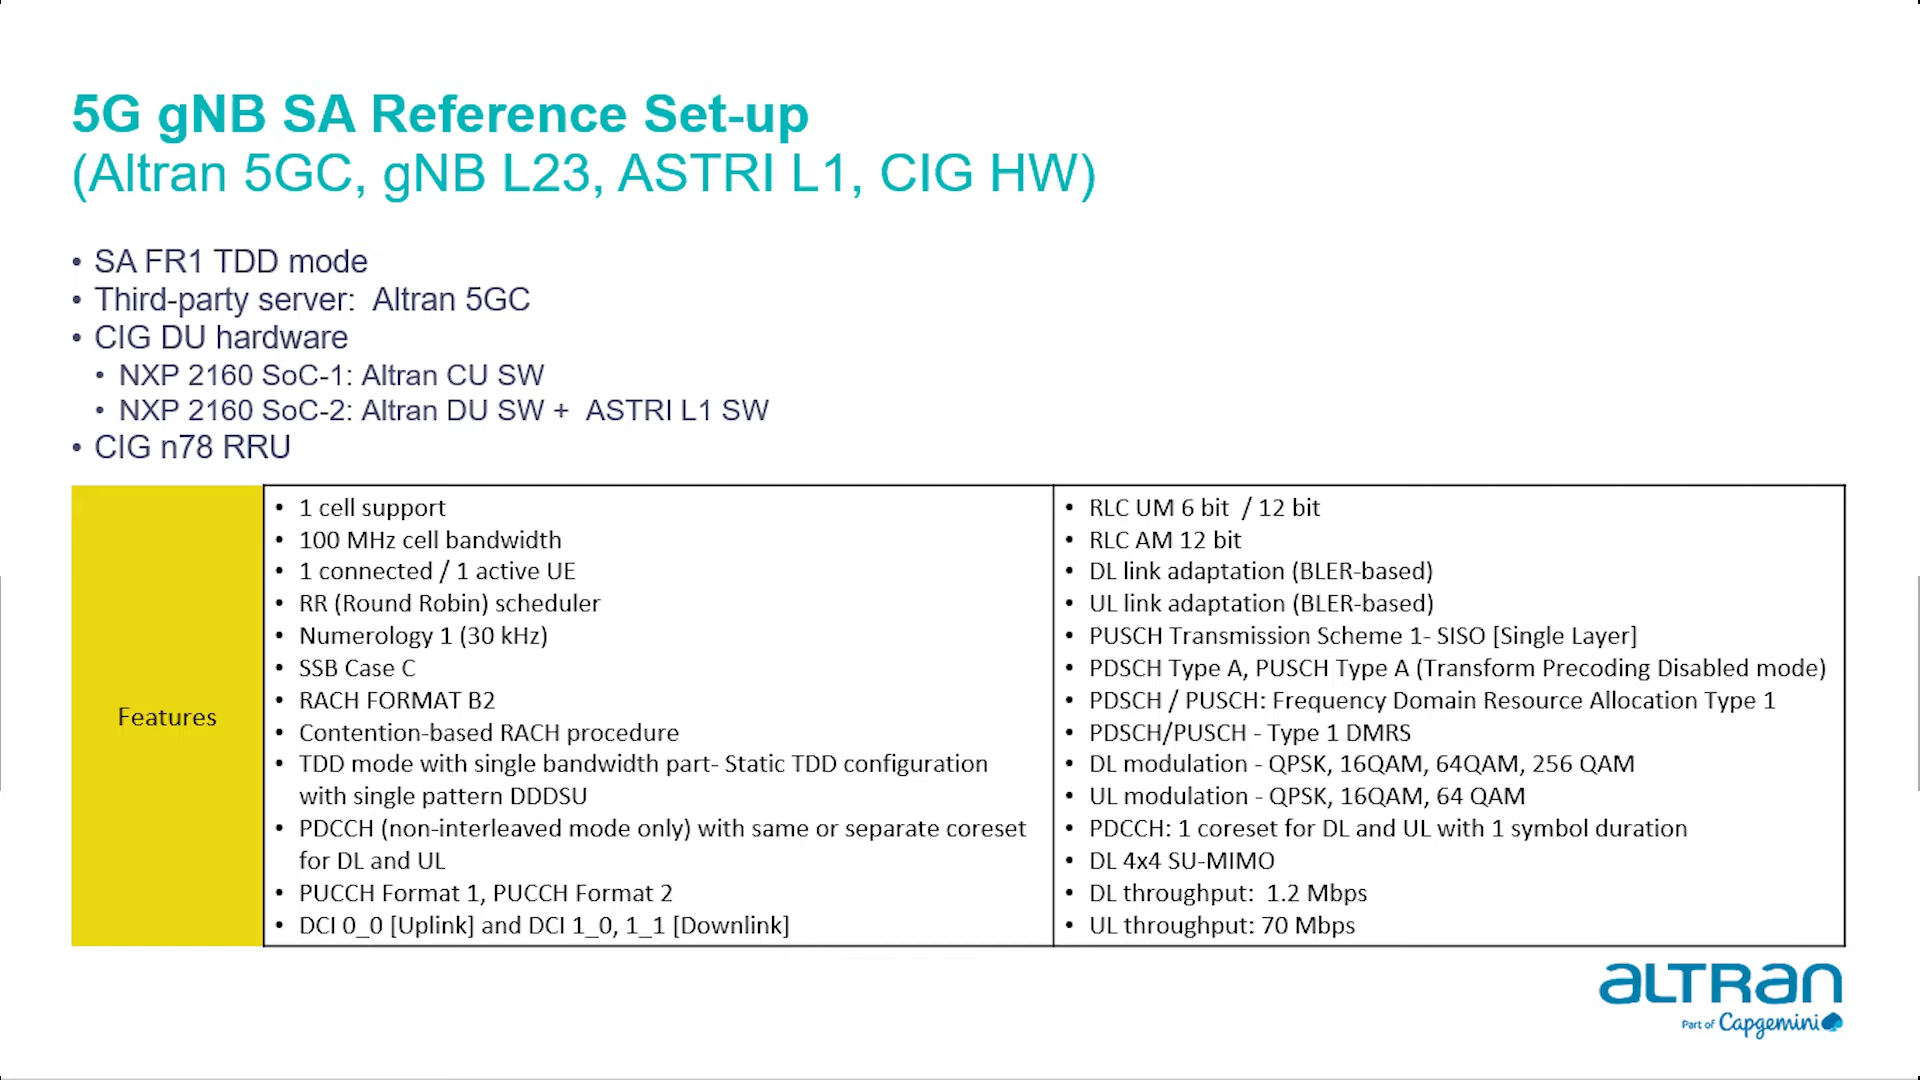 5G gNB SA Reference Set-up
(Altran 5GC, gNB L23, ASTRI L1, CIG HW)
• SA FR1 TDD mode
• Third-party server:  Altran 5GC
• CIG DU hardware
• NXP 2160 SoC-1: Altran CU SW
• NXP 2160 SoC-2: Altran DU SW +  ASTRI L1 SW
• CIG n78 RRU
Features
• 1 cell support
• 100 MHz cell bandwidth
• 1 connected / 1 active UE
• RR (Round Robin) scheduler
• Numerology 1 (30 kHz)
• SSB Case C
• RACH FORMAT B2
• Contention-based RACH procedure
• TDD mode with single bandwidth part- Static TDD configuration
with single pattern DDDSU
• PDCCH (non-interleaved mode only) with same or separate coreset
for DL and UL
• PUCCH Format 1, PUCCH Format 2
• DCI 0_0 [Uplink] and DCI 1_0, 1_1 [Downlink]
• RLC UM 6 bit  / 12 bit
• RLC AM 12 bit
• DL link adaptation (BLER-based)
• UL link adaptation (BLER-based)
• PUSCH Transmission Scheme 1- SISO [Single Layer]
• PDSCH Type A, PUSCH Type A (Transform Precoding Disabled mode)
• PDSCH / PUSCH: Frequency Domain Resource Allocation Type 1
• PDSCH/PUSCH - Type 1 DMRS
• DL modulation - QPSK, 16QAM, 64QAM, 256 QAM
• UL modulation - QPSK, 16QAM, 64 QAM
• PDCCH: 1 coreset for DL and UL with 1 symbol duration
• DL 4x4 SU-MIMO
• DL throughput:  1.2 Mbps
• UL throughput: 70 Mbps
ALTRAN
Part of Capgemini